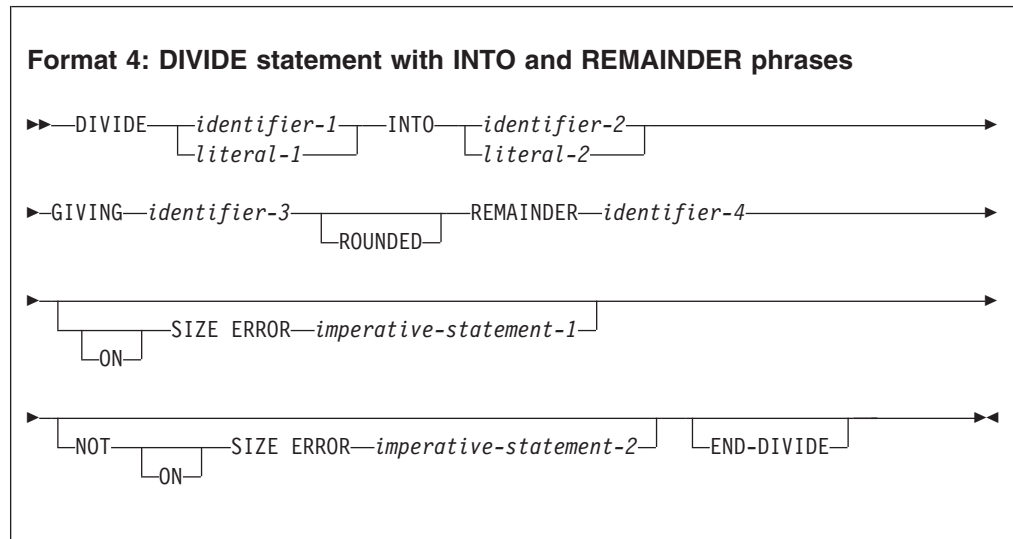 Format 4: DIVIDE statement with INTO and REMAINDER phrases
DIVIDE identifier-1 INTO identifier-2
literal-1 literal-2
GIVING identifier-3 REMAINDER identifier-4
ROUNDED
SIZE ERROR imperative-statement-1
ON
NOT SIZE ERROR imperative-statement-2 END-DIVIDE
ON